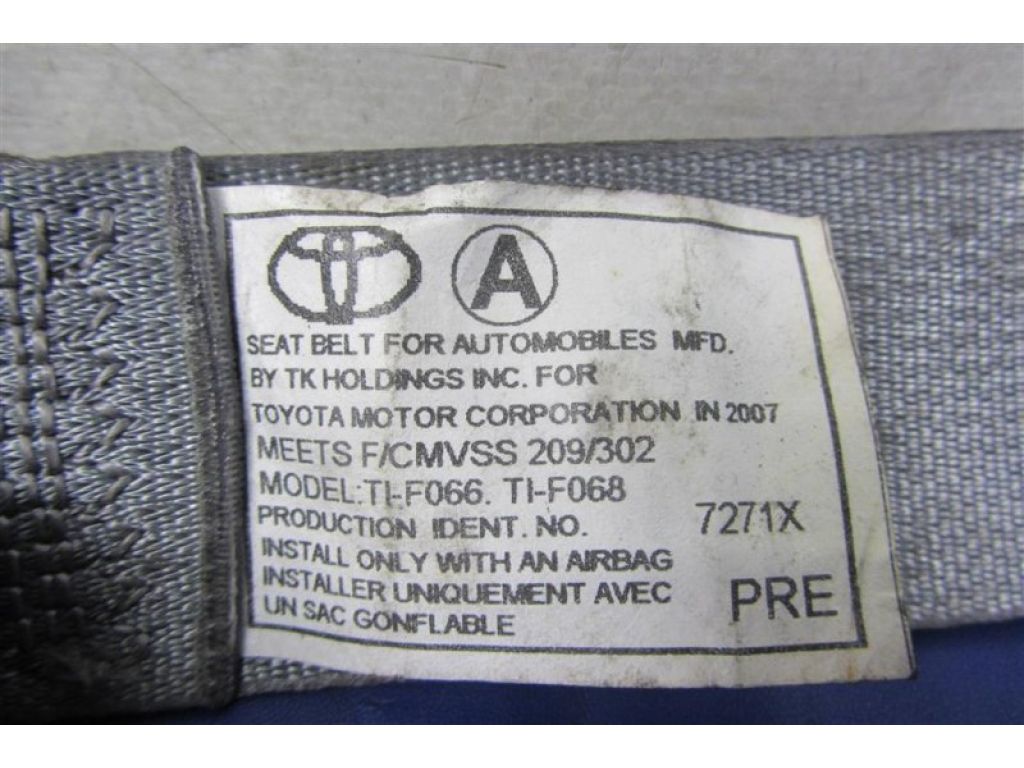 A
SEAT BELT FOR AUTOMOBILES MFD.
BY TK HOLDINGS INC. FOR
TOYOTA MOTOR CORPORATION IN 2007
MEETS F/CMVSS 209/302
MODEL:TI-F066. TI-F068
PRODUCTION IDENT. NO. 7271X
INSTALL ONLY WITH AN AIRBAG
INSTALLER UNIQUEMENT AVEC
UN SAC GONFLABLE
PRE